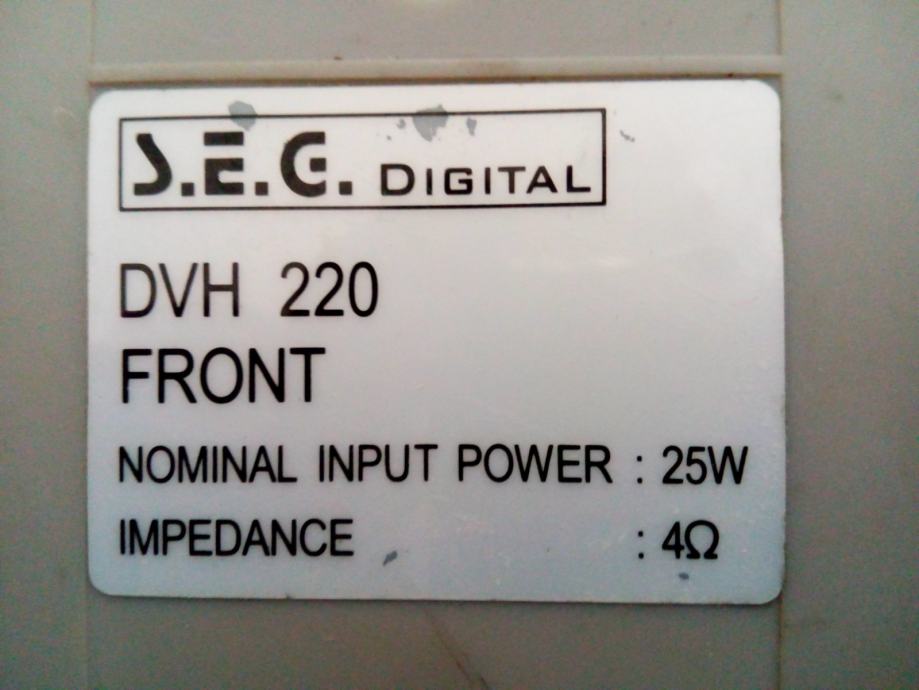 S.E.G. DIGITAL
DVH 220
FRONT
NOMINAL INPUT POWER : 25W
IMPEDANCE : 4Ω